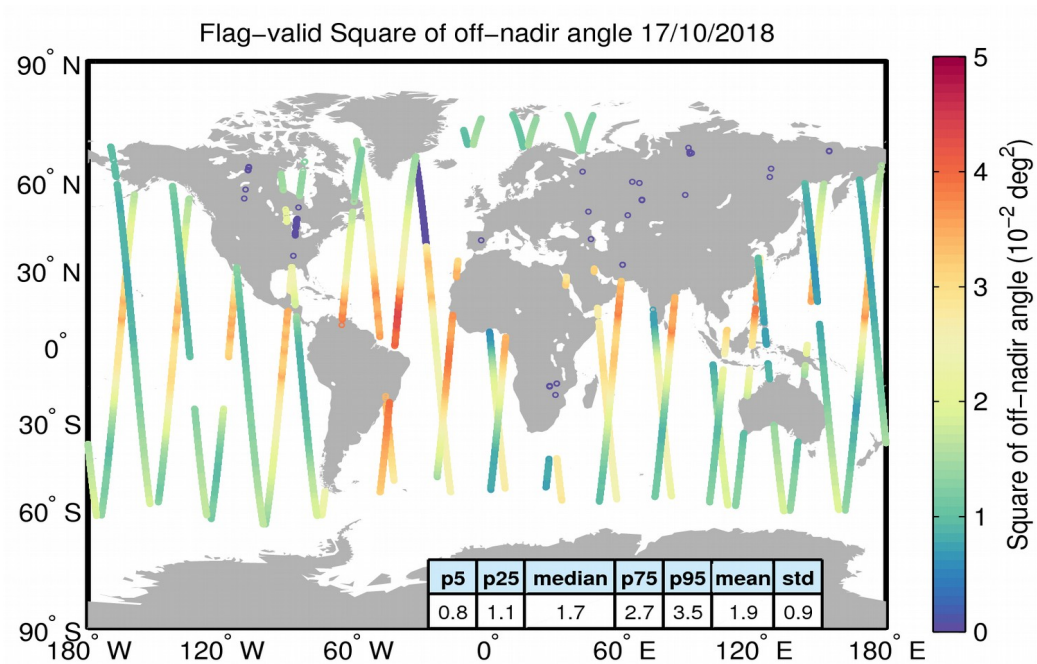 Flag−valid Square of off−nadir angle 17/10/2018
90° N
60° N
30° N
0°
30° S
60° S
90° S
180° W
120° W
60° W
0°
60° E
120° E
180° E
p5 p25 median p75 p95 mean std
0.8 1.1 1.7 2.7 3.5 1.9 0.9
5
4
3
2
1
0
Square of off−nadir angle (10⁻² deg²)